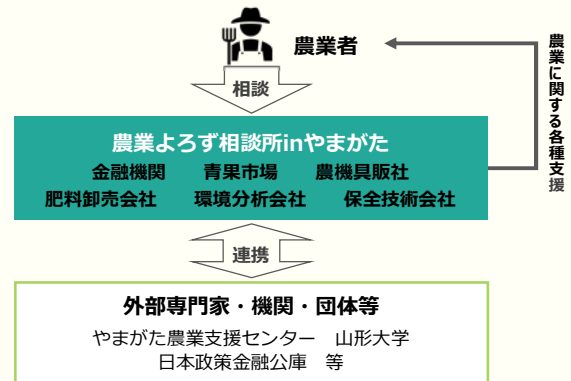 農業者
相談
農業に関する各種支援
農業よろず相談所inやまがた
金融機関　青果市場　農機具販社
肥料卸売会社　環境分析会社　保全技術会社
連携
外部専門家・機関・団体等
やまがた農業支援センター　山形大学
日本政策金融公庫　等